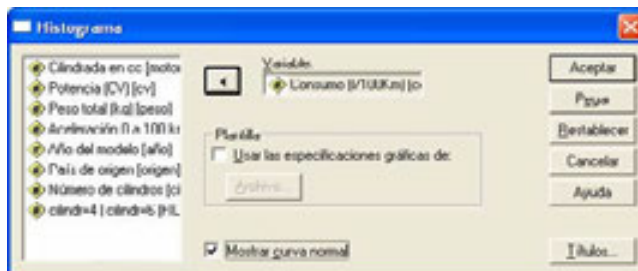 Histograma
Cilindrada en cc [motor
Potencia (CV) [cv]
Peso total (kg) [peso]
Aceleración 0 a 100 km
Año del modelo [año]
País de origen [origen]
Número de cilindros [ci
cilindr=4 | cilindr=6 [FIL
Variable:
Consumo (l/100Km) [co
Plantilla
Usar las especificaciones gráficas de:
Archivo...
Mostrar curva normal
Aceptar
Pegar
Restablecer
Cancelar
Ayuda
Títulos...